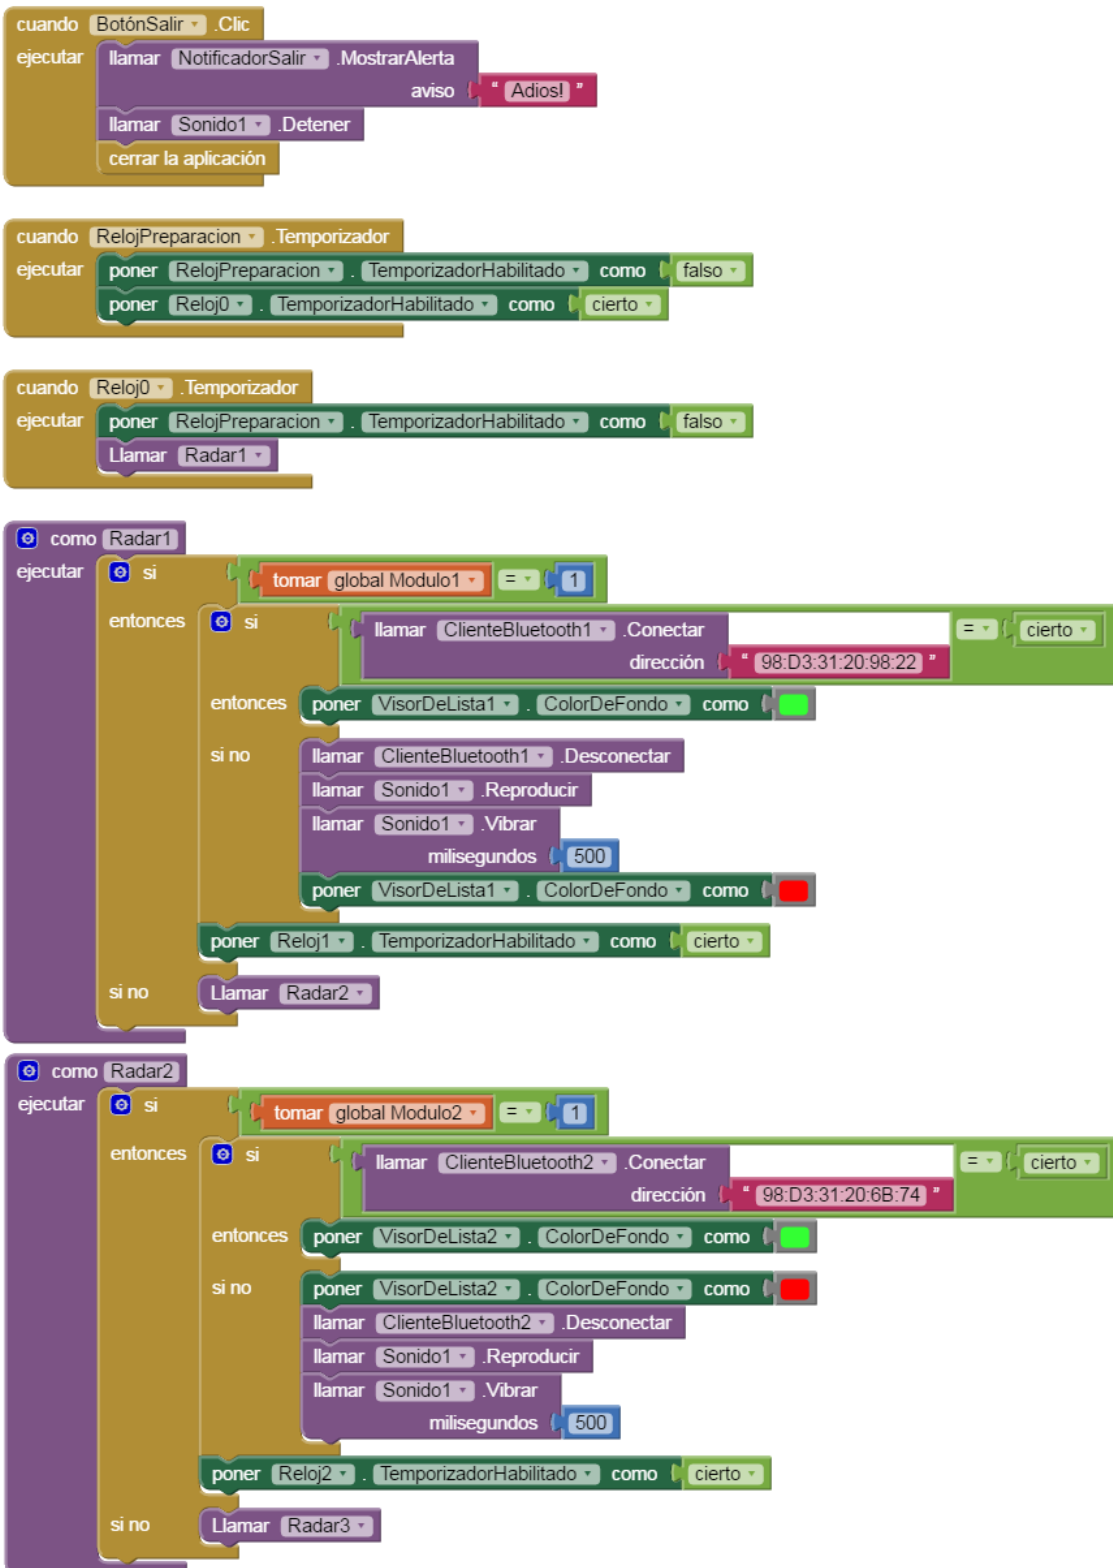 cuando BotónSalir .Clic
ejecutar llamar NotificadorSalir .MostrarAlerta
aviso " Adios! "
llamar Sonido1 .Detener
cerrar la aplicación
cuando RelojPreparacion .Temporizador
ejecutar poner RelojPreparacion . TemporizadorHabilitado como falso
poner Reloj0 . TemporizadorHabilitado como cierto
cuando Reloj0 .Temporizador
ejecutar poner RelojPreparacion . TemporizadorHabilitado como falso
Llamar Radar1
como Radar1
ejecutar si tomar global Modulo1 = 1
entonces si llamar ClienteBluetooth1 .Conectar = cierto
dirección " 98:D3:31:20:98:22 "
entonces poner VisorDeLista1 . ColorDeFondo como
si no llamar ClienteBluetooth1 .Desconectar
llamar Sonido1 .Reproducir
llamar Sonido1 .Vibrar
milisegundos 500
poner VisorDeLista1 . ColorDeFondo como
poner Reloj1 . TemporizadorHabilitado como cierto
si no Llamar Radar2
como Radar2
ejecutar si tomar global Modulo2 = 1
entonces si llamar ClienteBluetooth2 .Conectar = cierto
dirección " 98:D3:31:20:6B:74 "
entonces poner VisorDeLista2 . ColorDeFondo como
si no poner VisorDeLista2 . ColorDeFondo como
llamar ClienteBluetooth2 .Desconectar
llamar Sonido1 .Reproducir
llamar Sonido1 .Vibrar
milisegundos 500
poner Reloj2 . TemporizadorHabilitado como cierto
si no Llamar Radar3